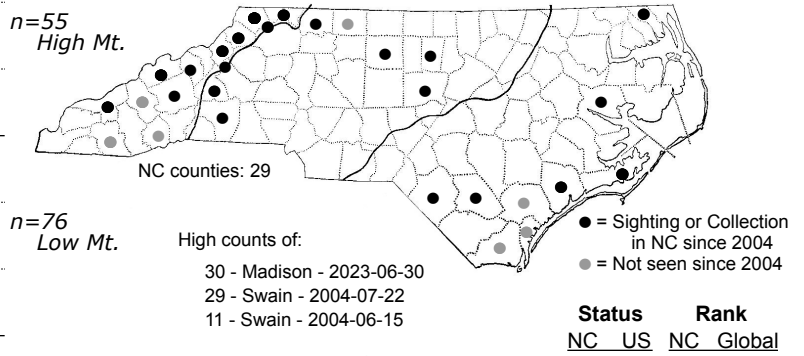 n=55
High Mt.
NC counties: 29
n=76
Low Mt.
High counts of:
30 - Madison - 2023-06-30
29 - Swain - 2004-07-22
11 - Swain - 2004-06-15
● = Sighting or Collection
in NC since 2004
● = Not seen since 2004
Status Rank
NC US NC Global